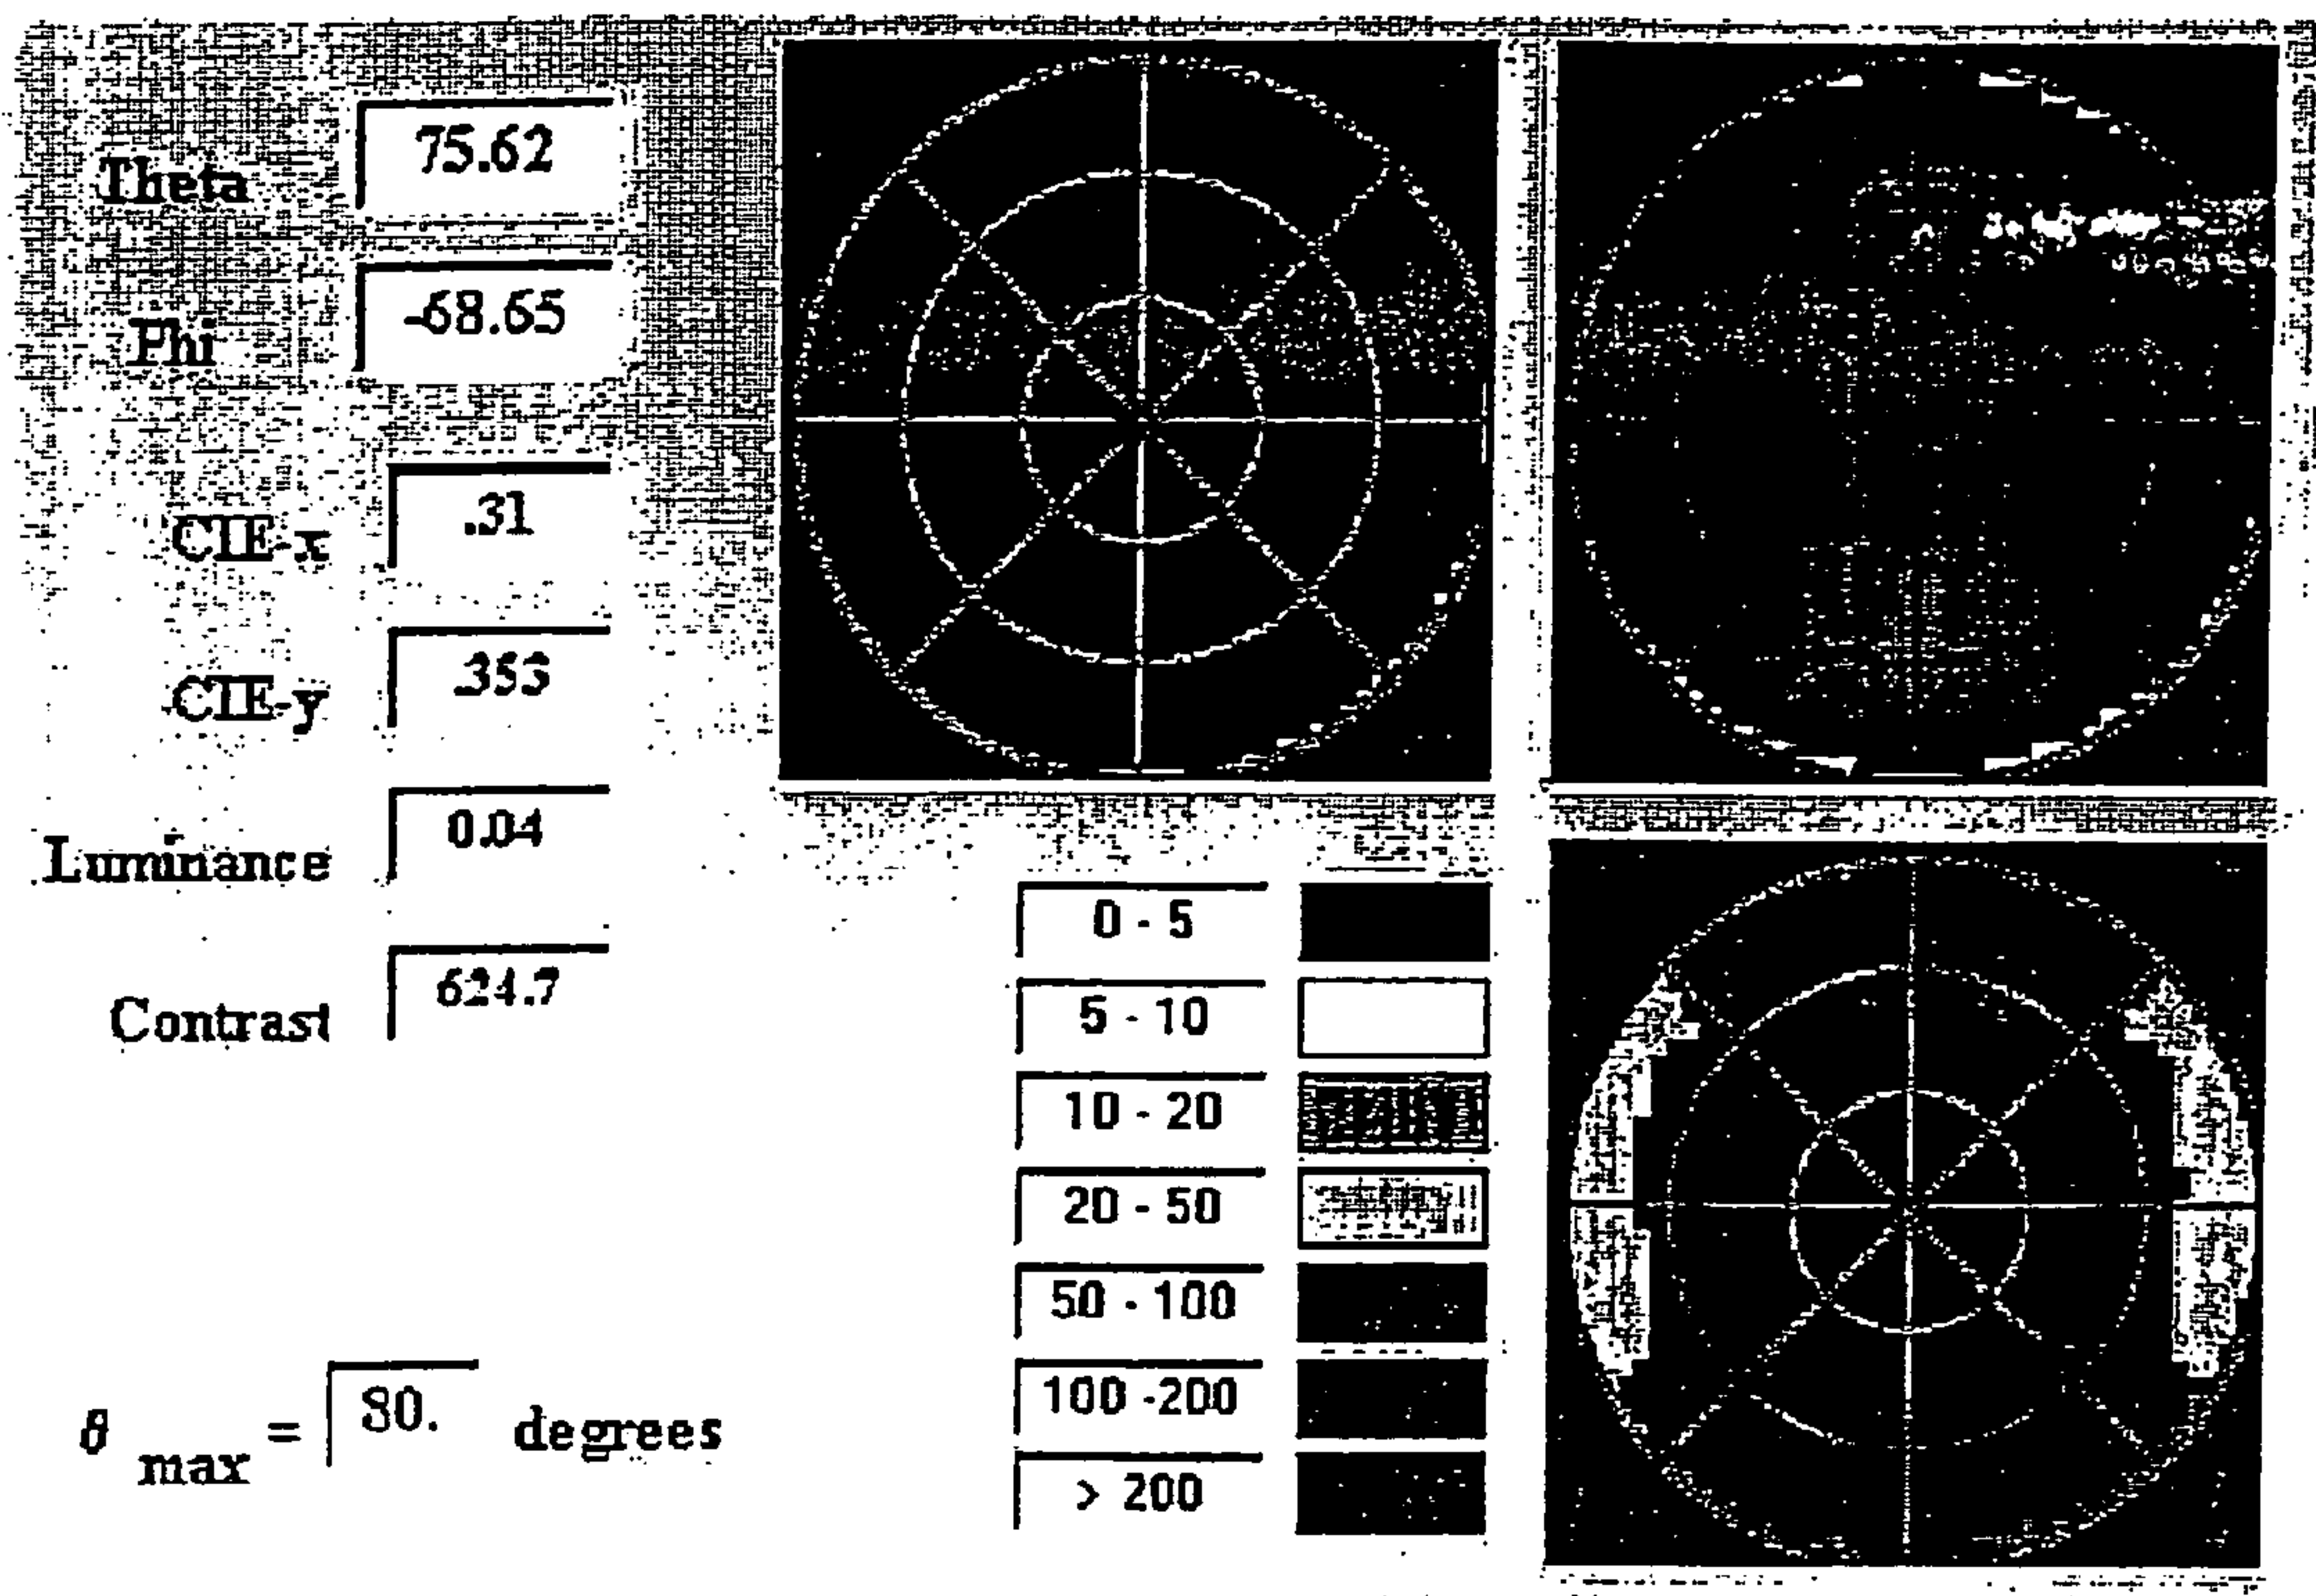 Theta 75.62
Phi -68.65
CIE-x .31
CIE-y .353
Luminance 0.04
Contrast 624.7
θ max = 80. degrees
0 - 5
5 - 10
10 - 20
20 - 50
50 - 100
100 -200
> 200